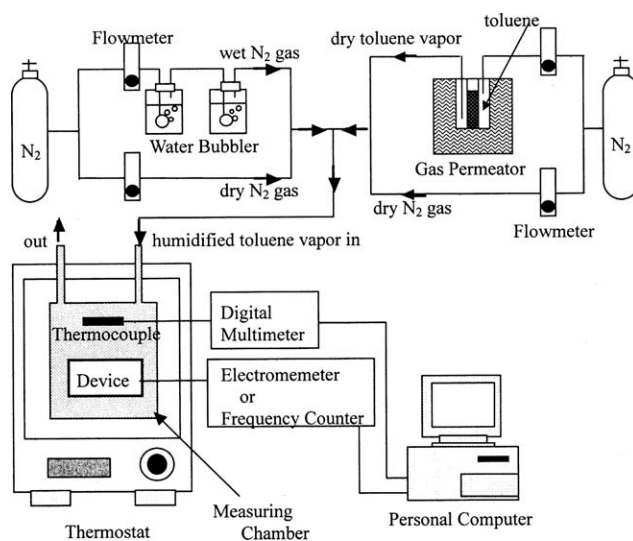 toluene
Flowmeter
wet N2 gas
dry toluene vapor
N2
Water Bubbler
Gas Permeator
N2
dry N2 gas
dry N2 gas
Flowmeter
out
humidified toluene vapor in
Thermocouple
Digital
Multimeter
Device
Electromemeter
or
Frequency Counter
Thermostat
Measuring
Chamber
Personal Computer